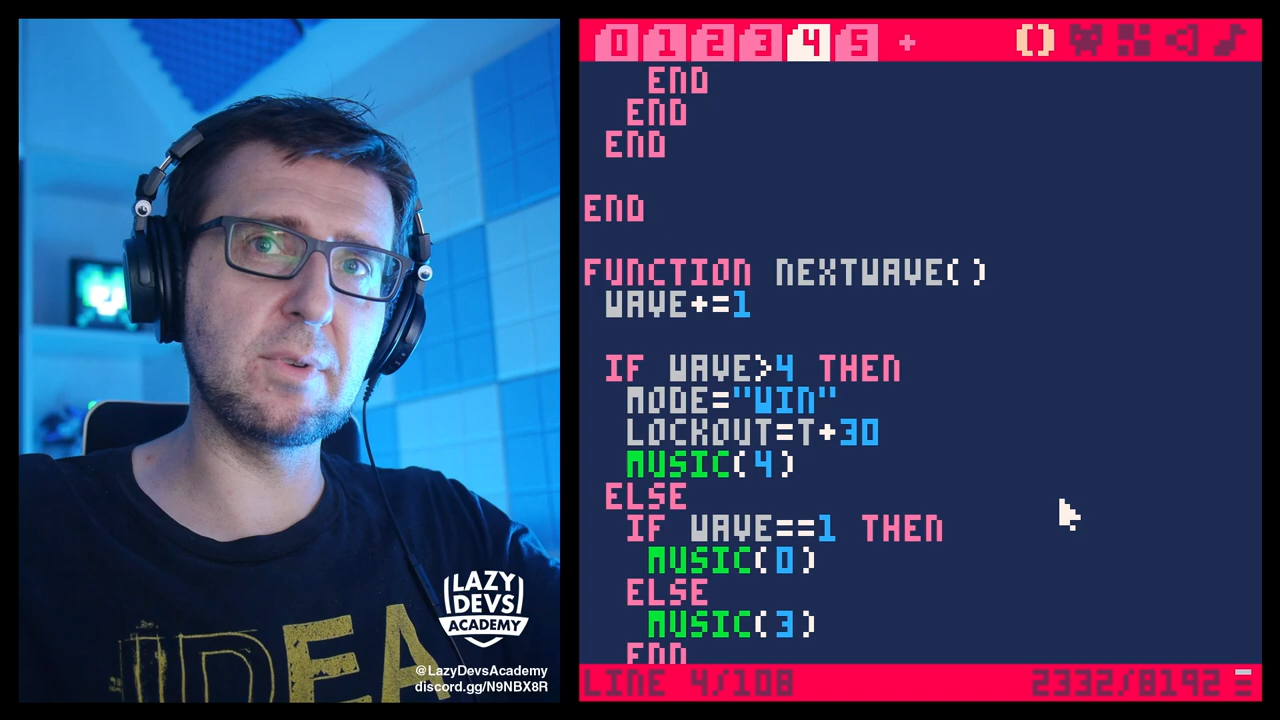 IDEA
LAZY
DEVS
ACADEMY
@LazyDevsAcademy
discord.gg/N9NBX8R
0 1 2 3 4 5 +
END
END
END
END
FUNCTION NEXTWAVE()
WAVE+=1
IF WAVE>4 THEN
MODE="WIN"
LOCKOUT=T+30
MUSIC(4)
ELSE
IF WAVE==1 THEN
MUSIC(0)
ELSE
MUSIC(3)
END
LINE 4/108
2332/8192